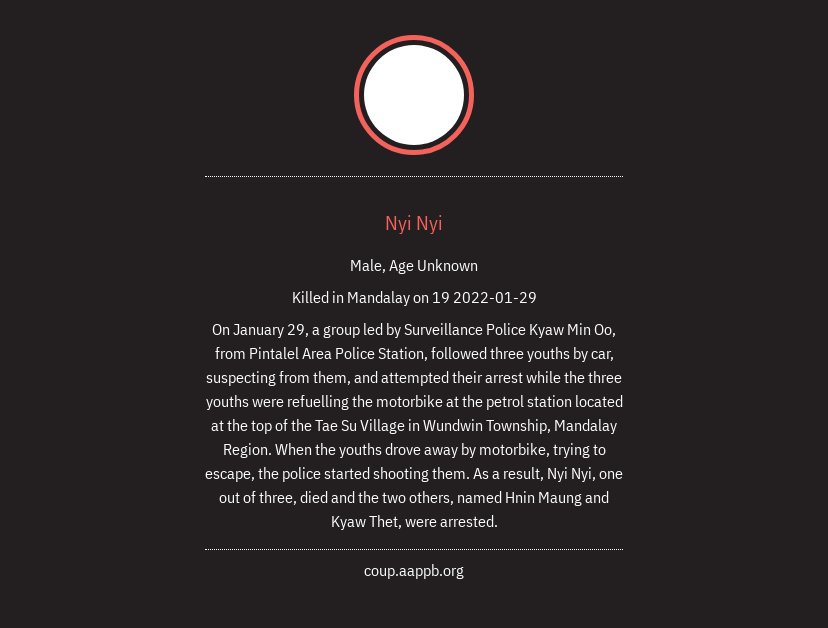 Nyi Nyi
Male, Age Unknown
Killed in Mandalay on 19 2022-01-29
On January 29, a group led by Surveillance Police Kyaw Min Oo,
from Pintalel Area Police Station, followed three youths by car,
suspecting from them, and attempted their arrest while the three
youths were refuelling the motorbike at the petrol station located
at the top of the Tae Su Village in Wundwin Township, Mandalay
Region. When the youths drove away by motorbike, trying to
escape, the police started shooting them. As a result, Nyi Nyi, one
out of three, died and the two others, named Hnin Maung and
Kyaw Thet, were arrested.
coup.aappb.org